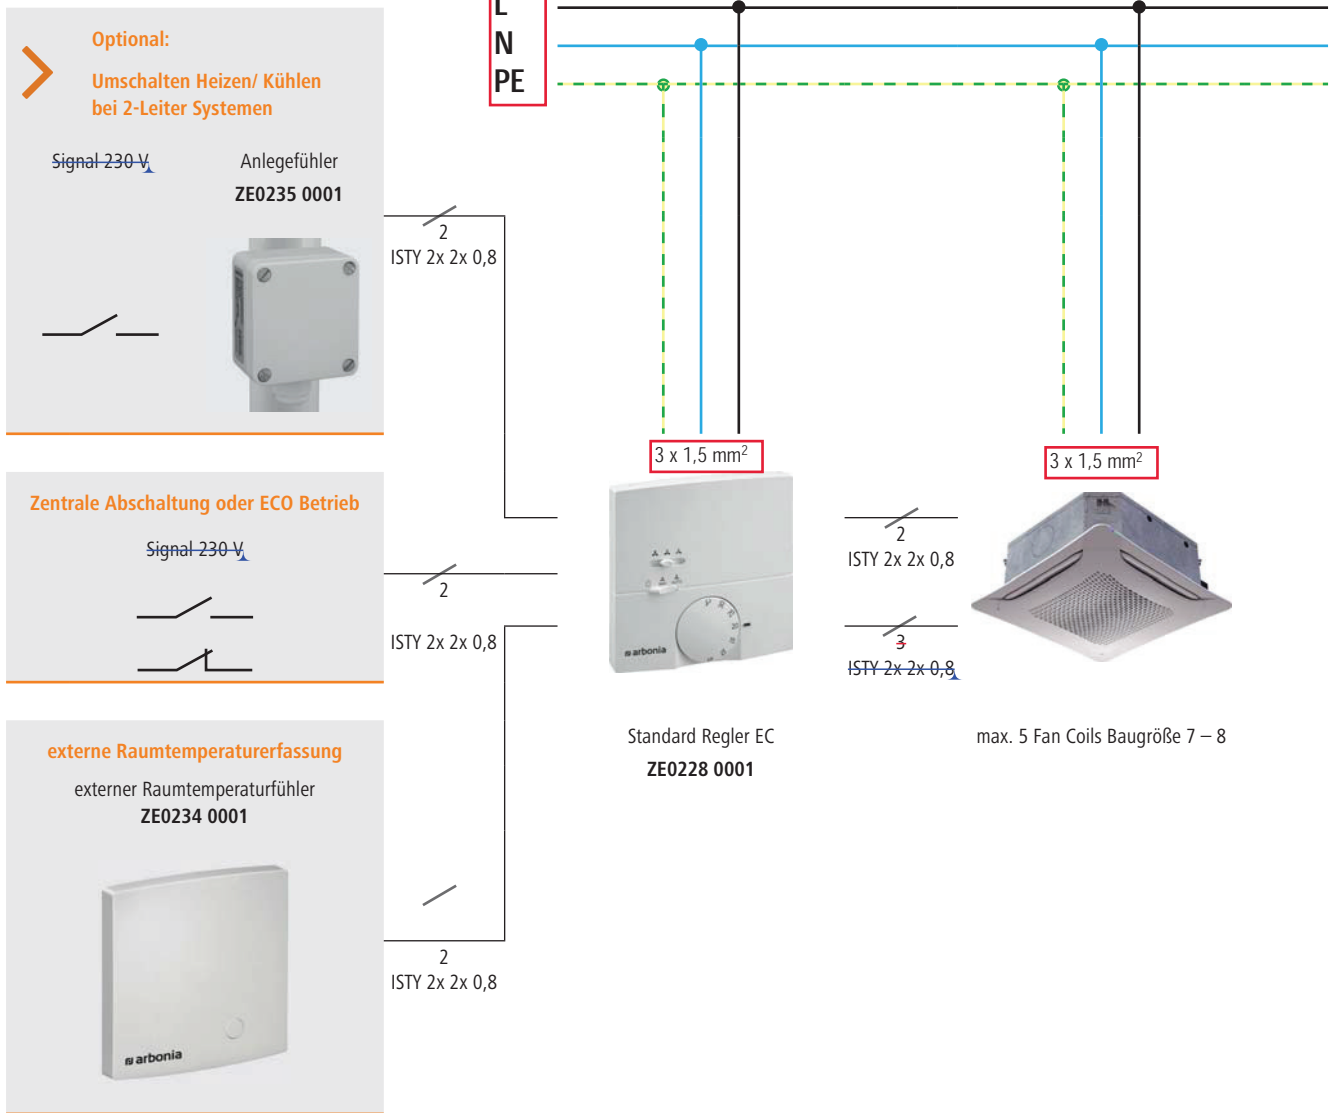 L
N
PE
Optional:
Umschalten Heizen/ Kühlen
bei 2-Leiter Systemen
Signal 230 V
Anlegefühler
ZE0235 0001
2
ISTY 2x 2x 0,8
3 x 1,5 mm²
3 x 1,5 mm²
Zentrale Abschaltung oder ECO Betrieb
Signal 230 V
2
ISTY 2x 2x 0,8
2
ISTY 2x 2x 0,8
3
ISTY 2x 2x 0,8
arbonia
Standard Regler EC
ZE0228 0001
max. 5 Fan Coils Baugröße 7 – 8
externe Raumtemperaturerfassung
externer Raumtemperaturfühler
ZE0234 0001
arbonia
2
ISTY 2x 2x 0,8